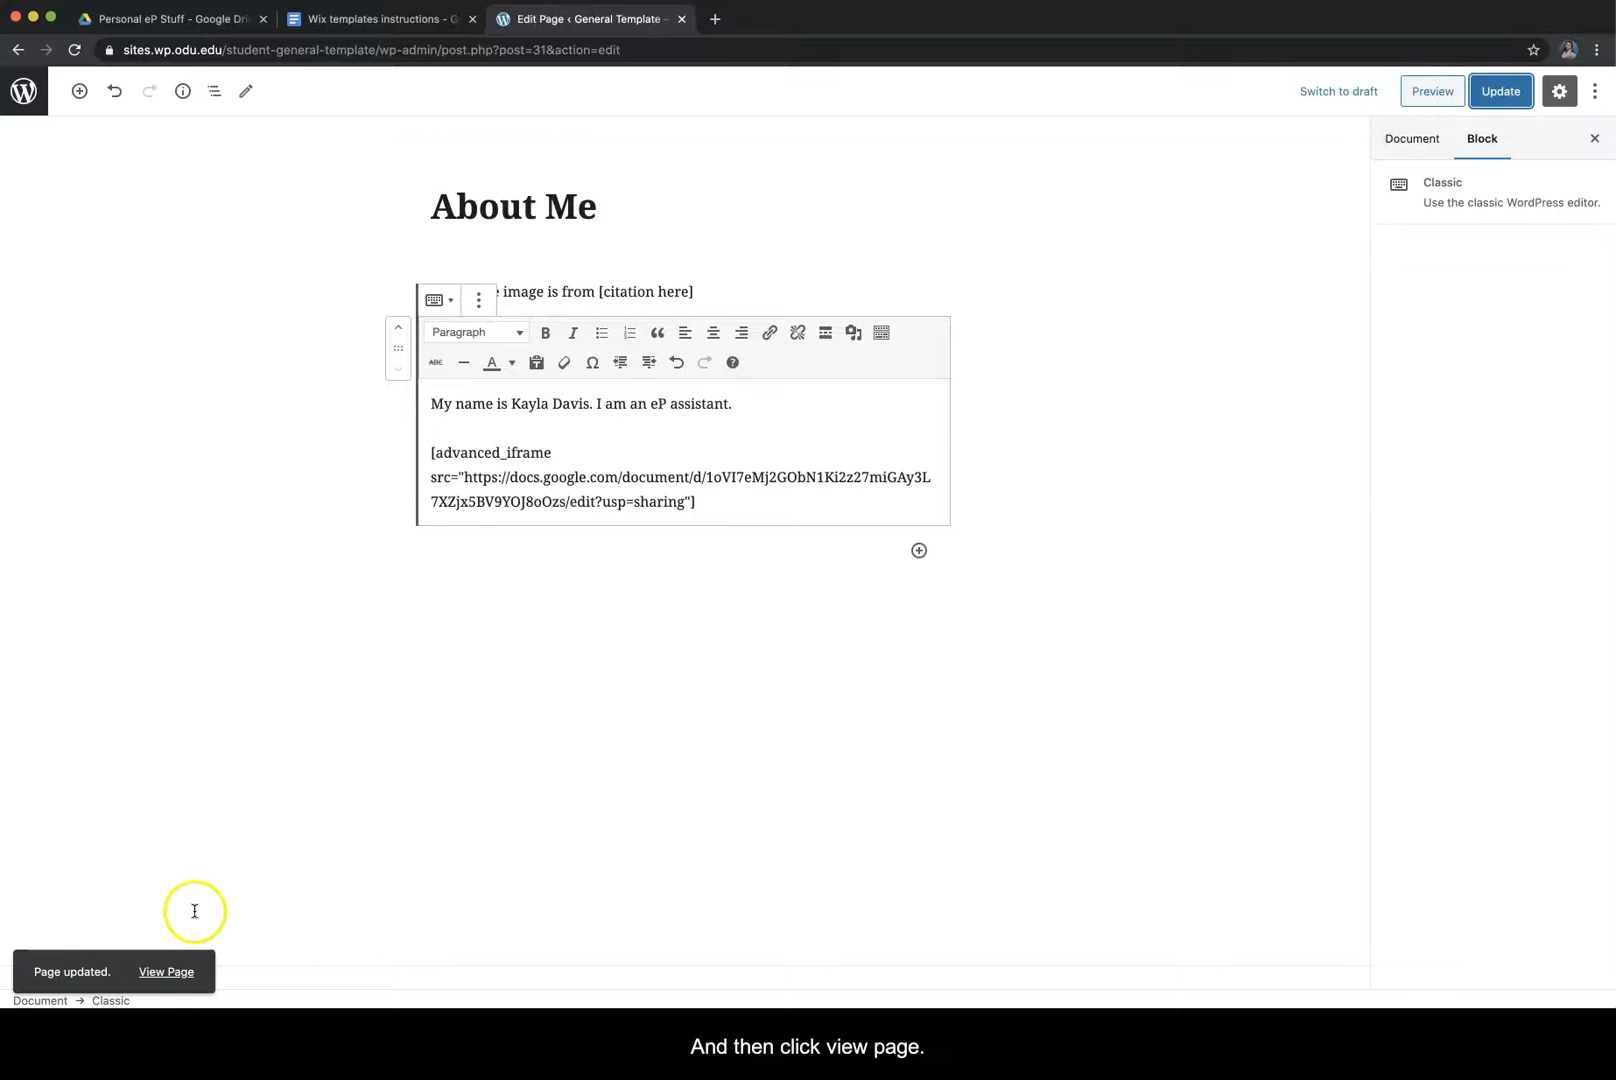 Personal eP Stuff - Google Dri
Wix templates instructions - G
Edit Page ‹ General Template –
sites.wp.odu.edu/student-general-template/wp-admin/post.php?post=31&action=edit
Switch to draft
Preview
Update
Document
Block
Classic
Use the classic WordPress editor.
About Me
e image is from [citation here]
Paragraph
B I
ABC A
My name is Kayla Davis. I am an eP assistant.
[advanced_iframe
src="https://docs.google.com/document/d/1oVI7eMj2GObN1Ki2z27miGAy3L
7XZjx5BV9YOJ8oOzs/edit?usp=sharing"]
Page updated. View Page
Document → Classic
And then click view page.